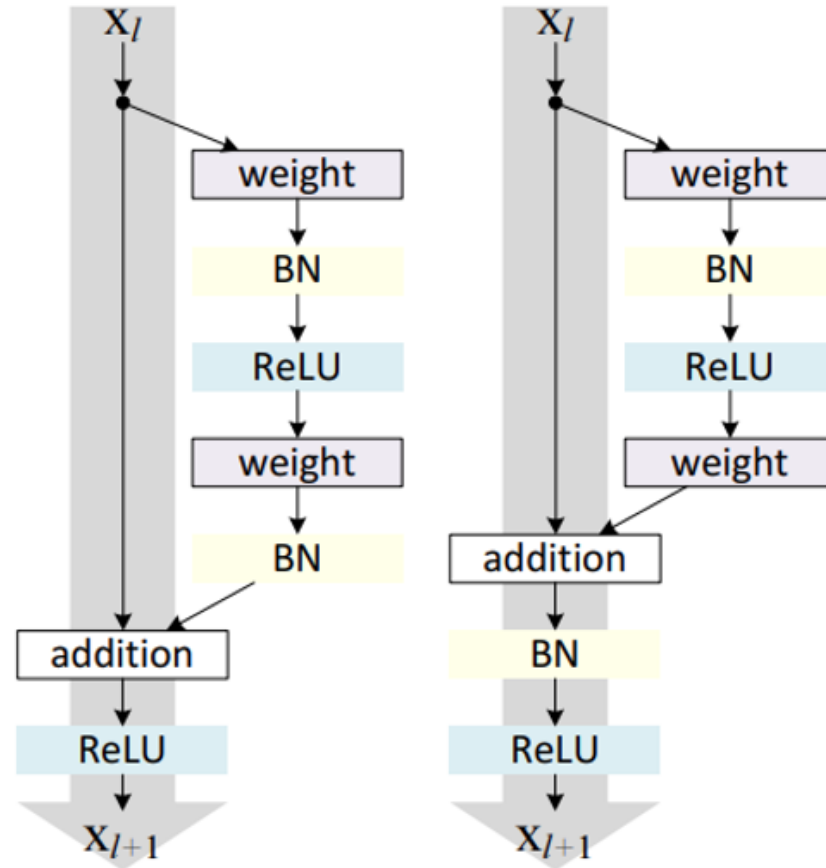 x_l
weight
BN
ReLU
weight
BN
addition
ReLU
x_{l+1}
x_l
weight
BN
ReLU
weight
addition
BN
ReLU
x_{l+1}